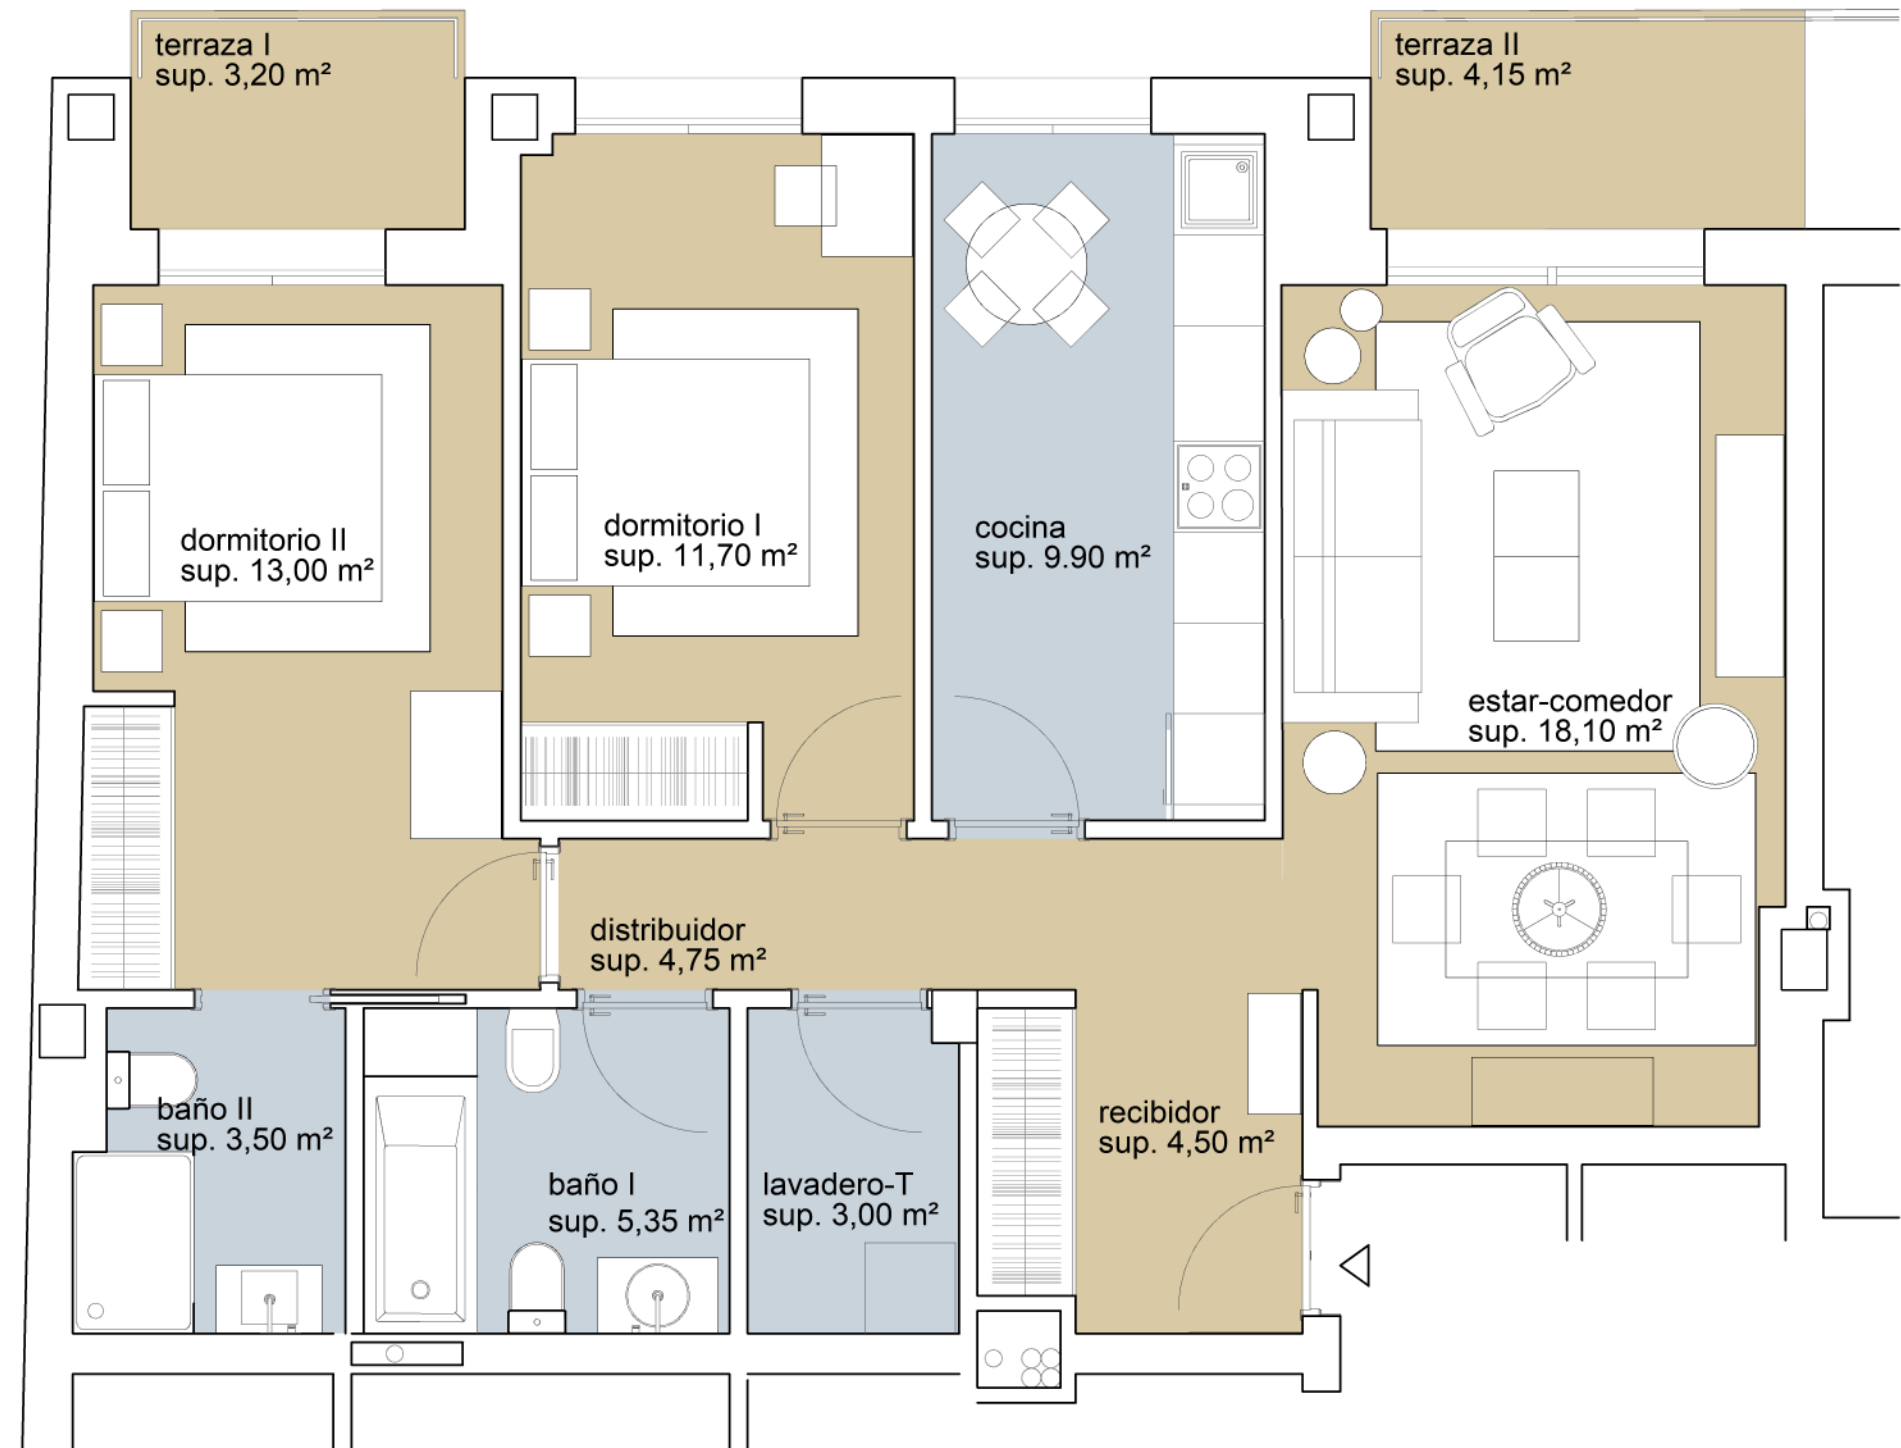 terraza I
sup. 3,20 m²
terraza II
sup. 4,15 m²
dormitorio II
sup. 13,00 m²
dormitorio I
sup. 11,70 m²
cocina
sup. 9.90 m²
estar-comedor
sup. 18,10 m²
distribuidor
sup. 4,75 m²
baño II
sup. 3,50 m²
baño I
sup. 5,35 m²
lavadero-T
sup. 3,00 m²
recibidor
sup. 4,50 m²